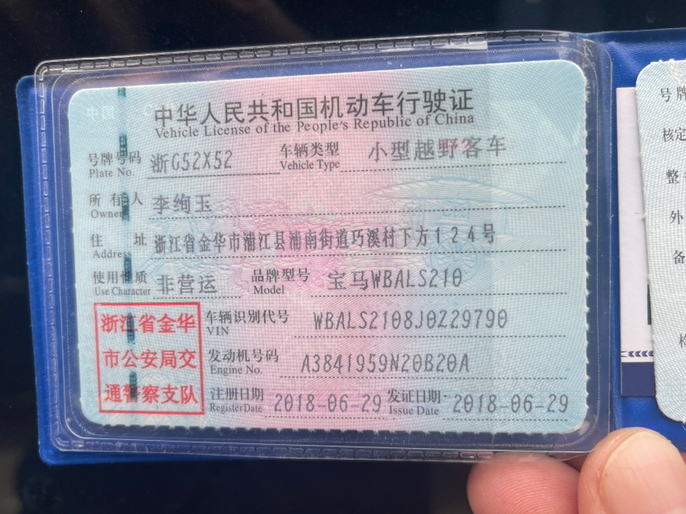 中华人民共和国机动车行驶证
Vehicle License of the People's Republic of China
号牌号码 浙G52X52 车辆类型 小型越野客车
Plate No. Vehicle Type
所有人 李绚玉
Owner
住址 浙江省金华市浦江县浦南街道巧溪村下方124号
Address
使用性质 非营运 品牌型号 宝马WBALS210
Use Character Model
浙江省金华
市公安局交
通警察支队
车辆识别代号 WBALS2108J0Z29790
VIN
发动机号码 A3841959N20B20A
Engine No.
注册日期 2018-06-29 发证日期 2018-06-29
Register Date Issue Date
号牌
核定
整
外
备